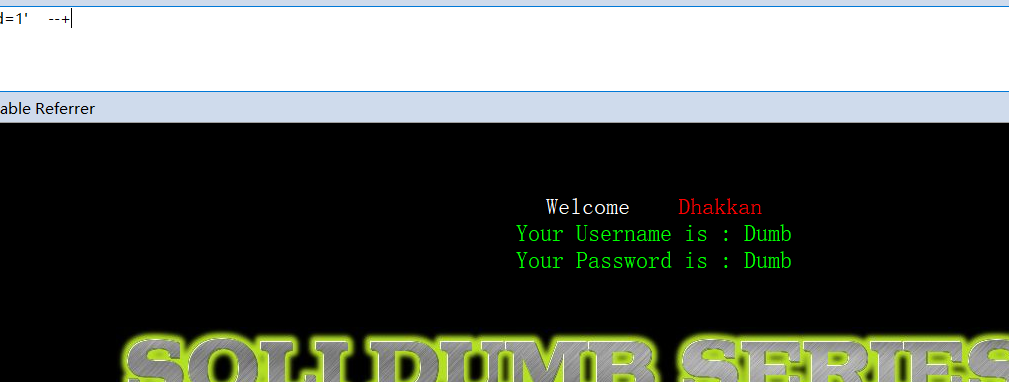 d=1'  --+
able Referrer
Welcome    Dhakkan
Your Username is : Dumb
Your Password is : Dumb
SQLI DUMB SERIES